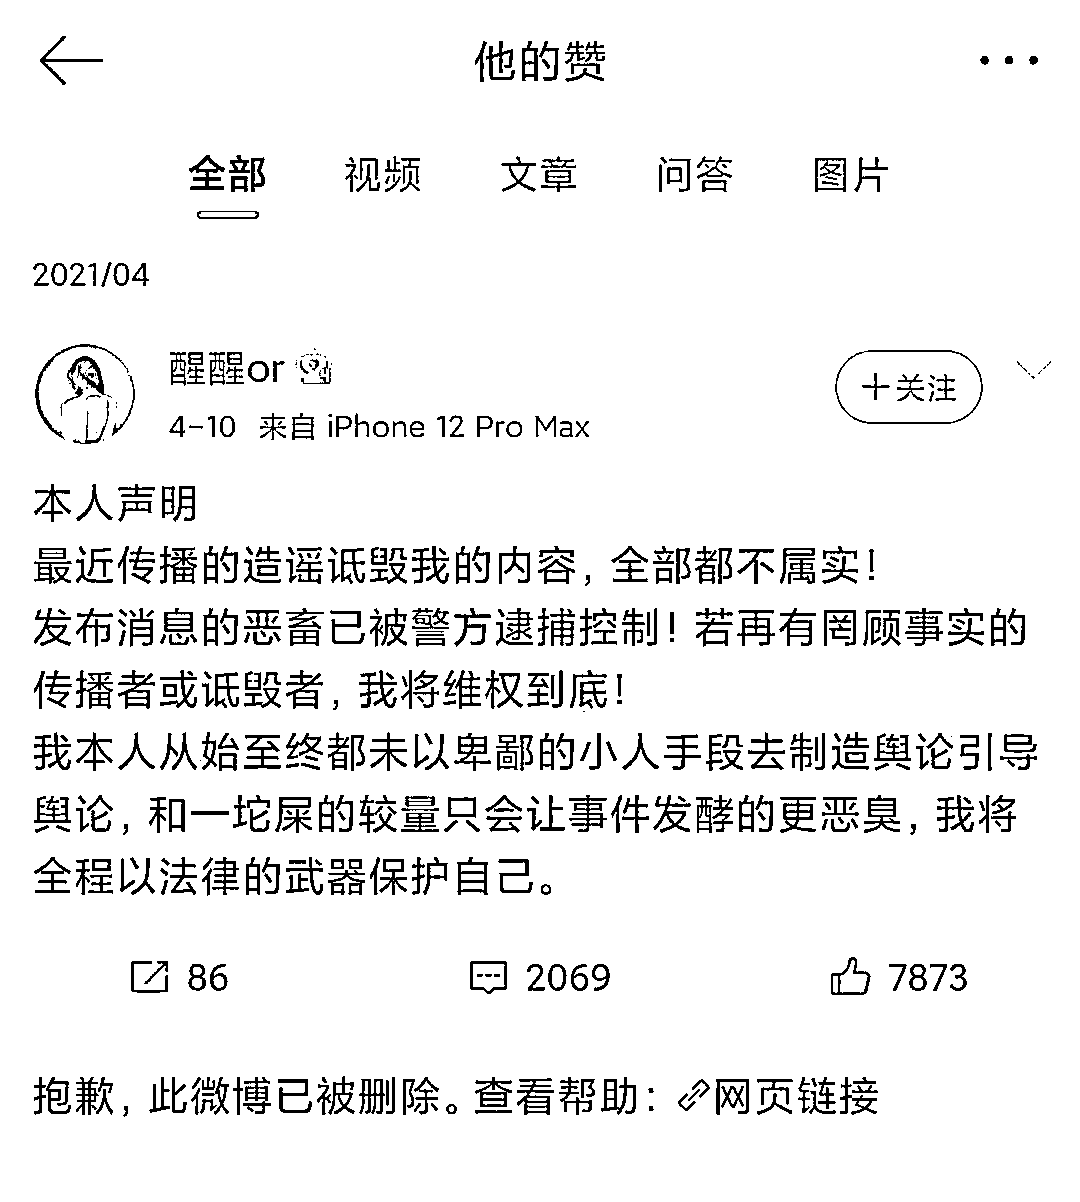 他的赞
全部 视频 文章 问答 图片
2021/04
醒醒or
+关注
4-10 来自 iPhone 12 Pro Max
本人声明
最近传播的造谣诋毁我的内容，全部都不属实！
发布消息的恶畜已被警方逮捕控制！若再有罔顾事实的
传播者或诋毁者，我将维权到底！
我本人从始至终都未以卑鄙的小人手段去制造舆论引导
舆论，和一坨屎的较量只会让事件发酵的更恶臭，我将
全程以法律的武器保护自己。
86 2069 7873
抱歉，此微博已被删除。查看帮助：网页链接